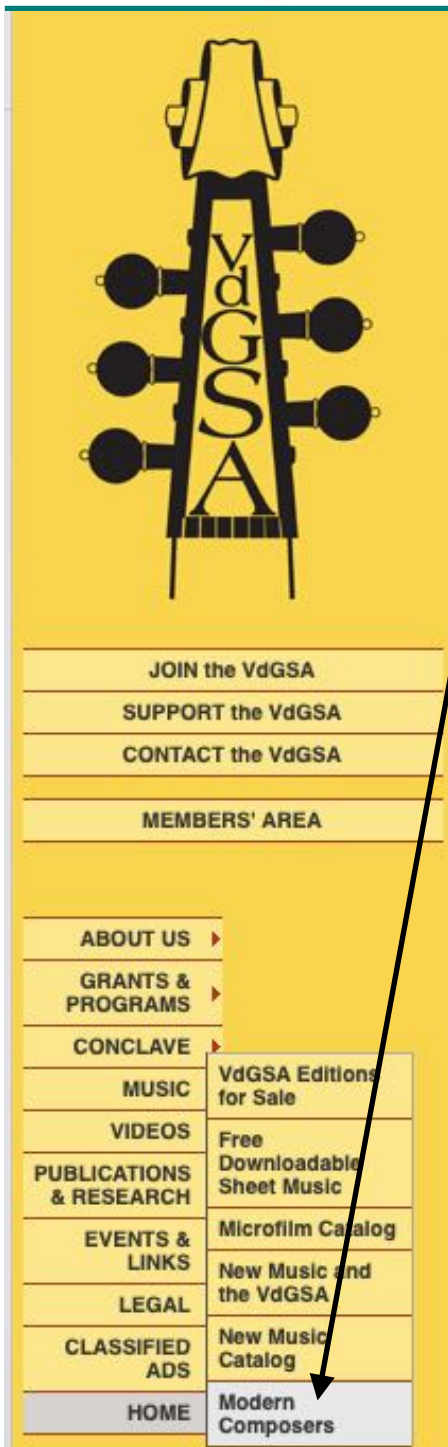 V
d
G
S
A
JOIN the VdGSA
SUPPORT the VdGSA
CONTACT the VdGSA
MEMBERS' AREA
ABOUT US
GRANTS &
PROGRAMS
CONCLAVE
MUSIC
VIDEOS
PUBLICATIONS
& RESEARCH
EVENTS &
LINKS
LEGAL
CLASSIFIED
ADS
HOME
VdGSA Editions
for Sale
Free
Downloadable
Sheet Music
Microfilm Catalog
New Music and
the VdGSA
New Music
Catalog
Modern
Composers